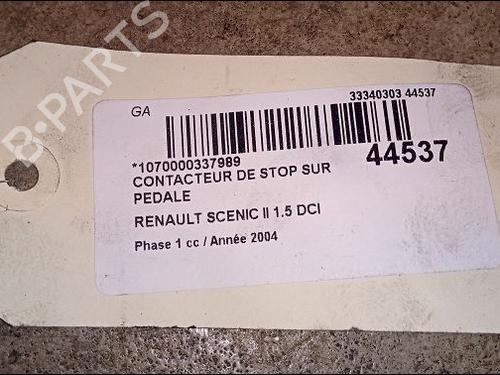 B-PARTS
GA
33340303 44537
*1070000337989
44537
CONTACTEUR DE STOP SUR
PEDALE
RENAULT SCENIC II 1.5 DCI
Phase 1 cc / Année 2004